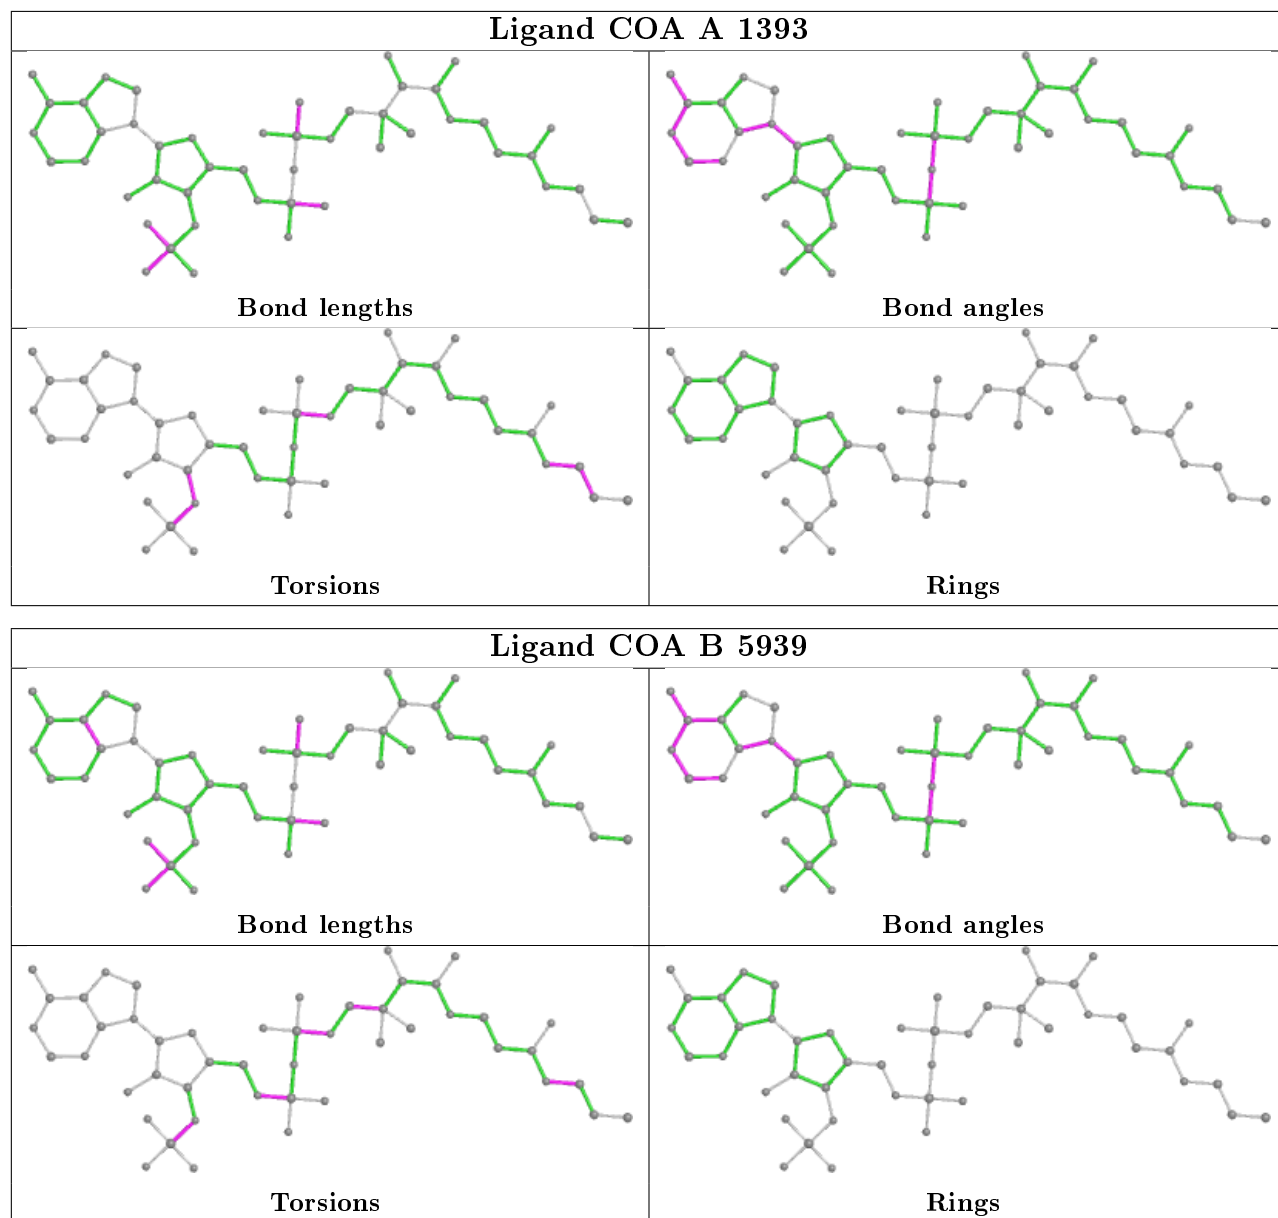 Ligand COA A 1393
Bond lengths
Bond angles
Torsions
Rings
Ligand COA B 5939
Bond lengths
Bond angles
Torsions
Rings